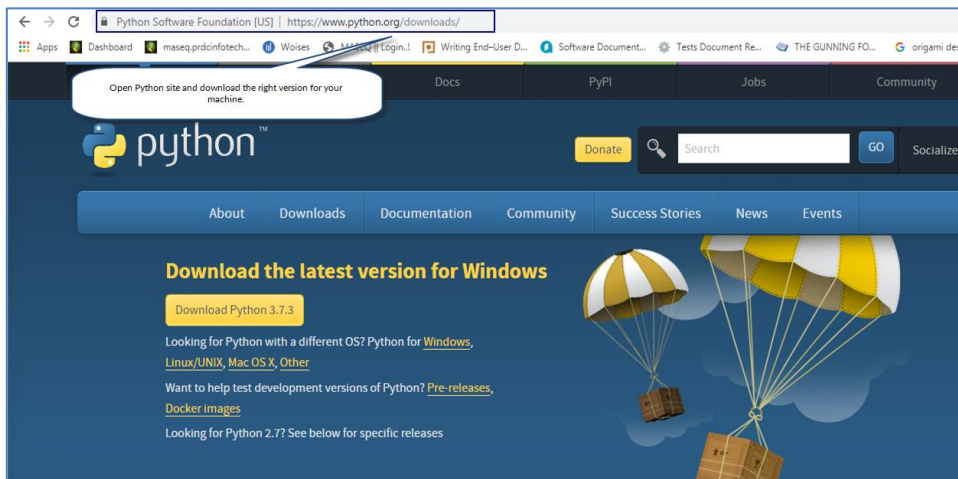 Python Software Foundation [US] | https://www.python.org/downloads/
Apps Dashboard maseq.prdcinfotech... Woises MASEQ || Login..! Writing End-User D... Software Document... Tests Document Re... THE GUNNING FO... origami des
Open Python site and download the right version for your
machine.
Docs PyPI Jobs Community
python™
Donate Search GO Socialize
About Downloads Documentation Community Success Stories News Events
Download the latest version for Windows
Download Python 3.7.3
Looking for Python with a different OS? Python for Windows,
Linux/UNIX, Mac OS X, Other
Want to help test development versions of Python? Pre-releases,
Docker images
Looking for Python 2.7? See below for specific releases